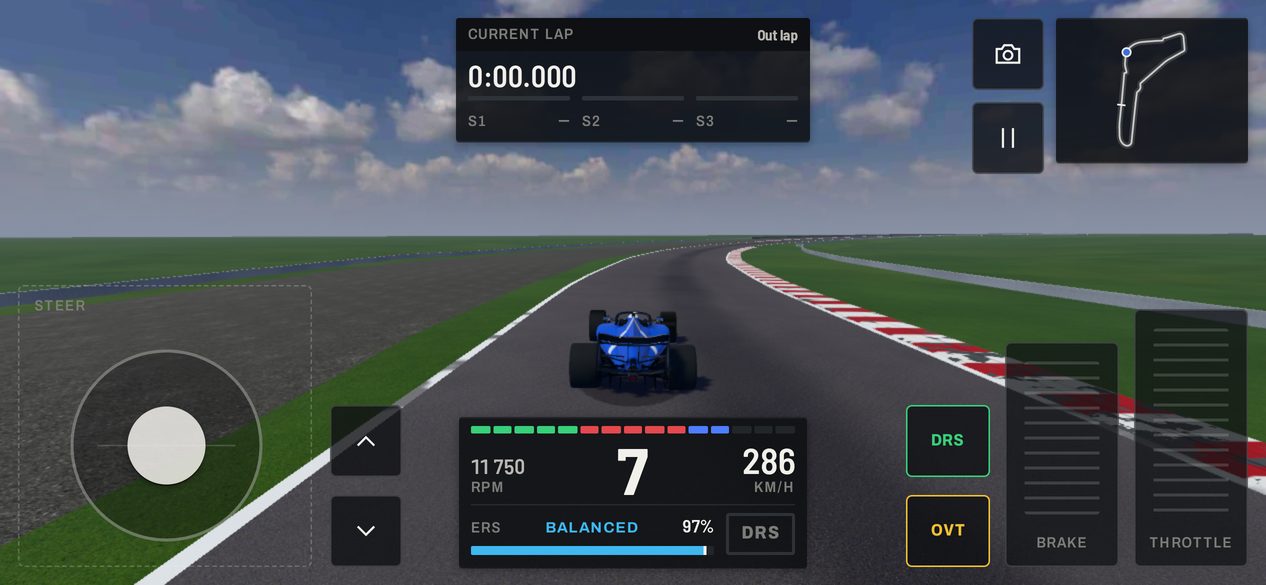 CURRENT LAP Out lap
0:00.000
S1 – S2 – S3 –
STEER
11 750 RPM
7
286 KM/H
ERS BALANCED 97% DRS
DRS
OVT
BRAKE
THROTTLE